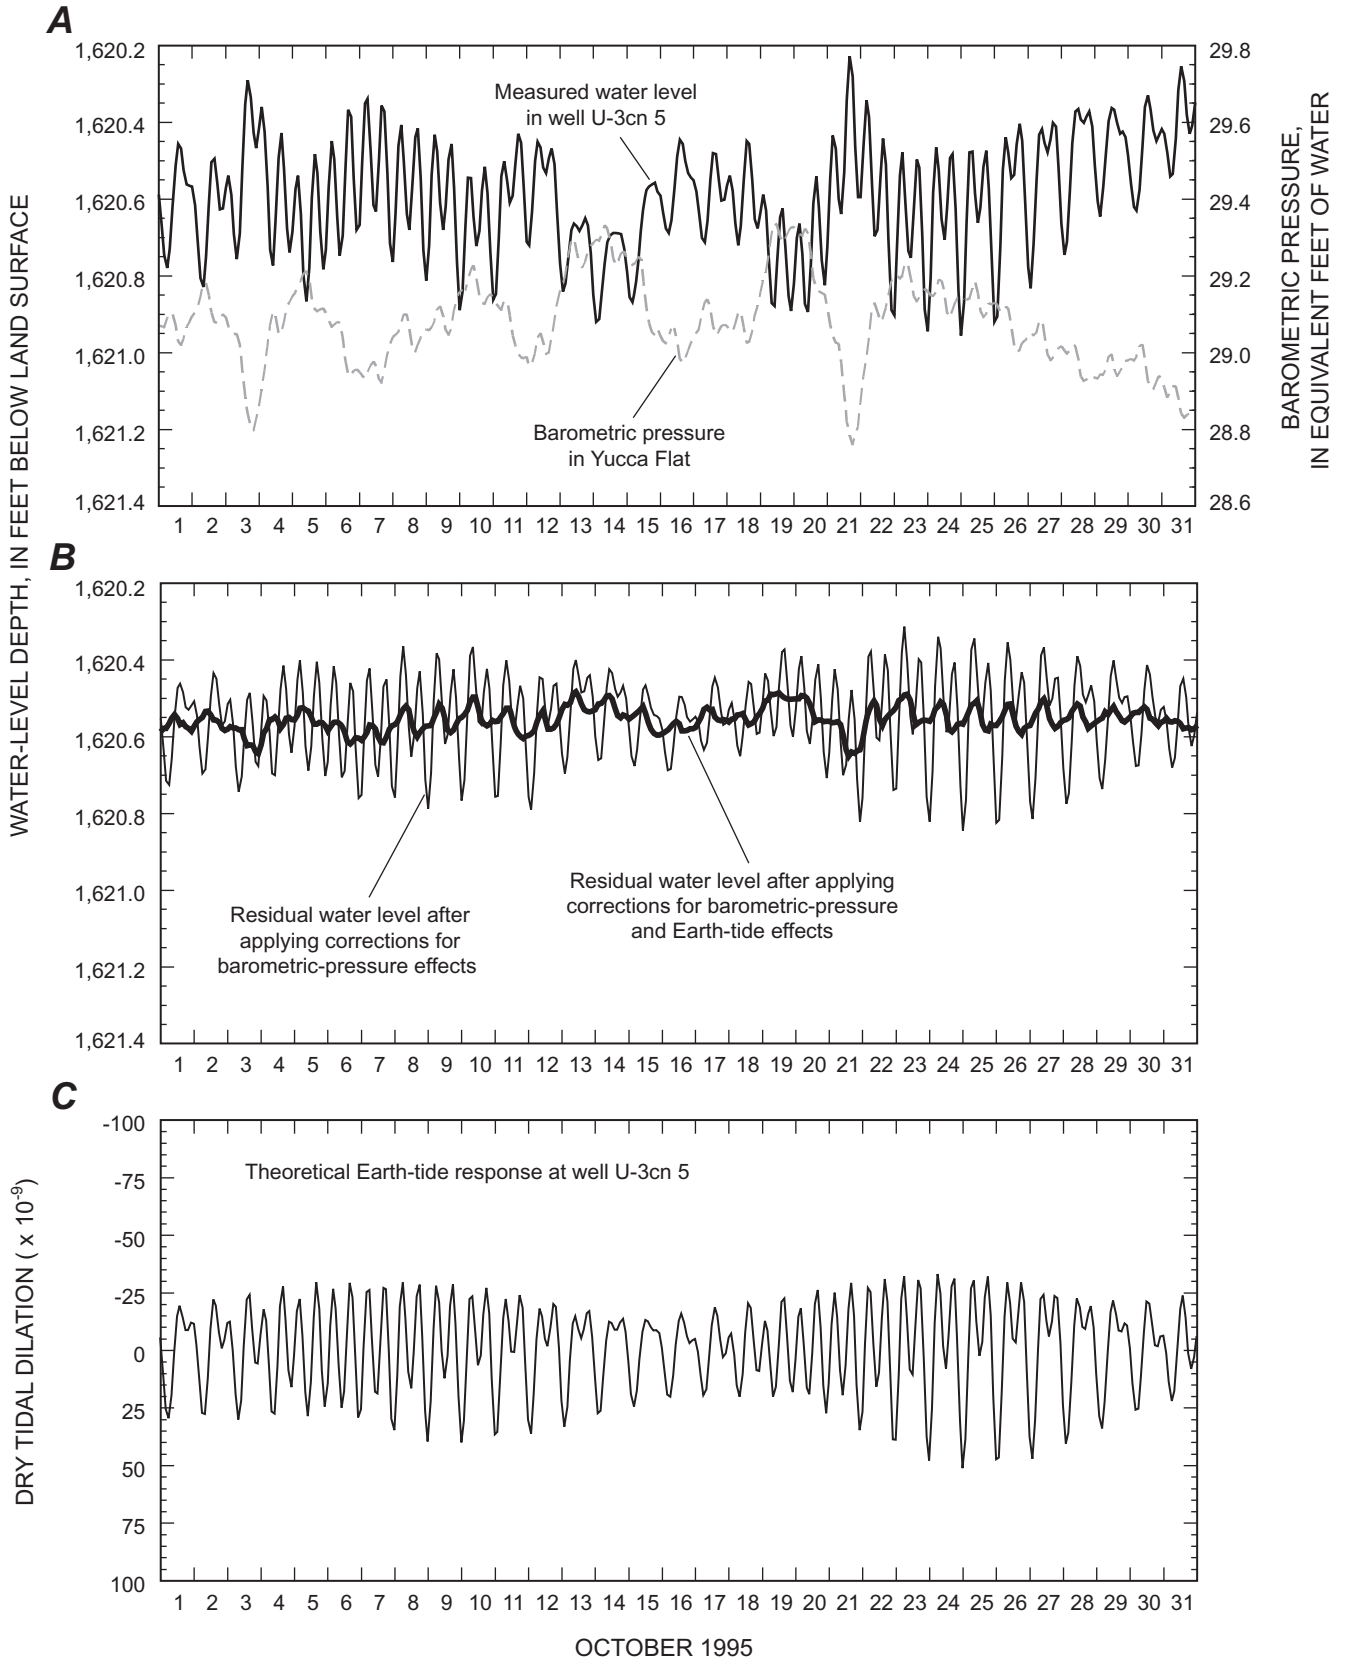 A
1,620.2
1,620.4
1,620.6
1,620.8
1,621.0
1,621.2
1,621.4
29.8
29.6
29.4
29.2
29.0
28.8
28.6
BAROMETRIC PRESSURE,
IN EQUIVALENT FEET OF WATER
Measured water level
in well U-3cn 5
Barometric pressure
in Yucca Flat
1 2 3 4 5 6 7 8 9 10 11 12 13 14 15 16 17 18 19 20 21 22 23 24 25 26 27 28 29 30 31
WATER-LEVEL DEPTH, IN FEET BELOW LAND SURFACE
B
1,620.2
1,620.4
1,620.6
1,620.8
1,621.0
1,621.2
1,621.4
Residual water level after
applying corrections for
barometric-pressure effects
Residual water level after applying
corrections for barometric-pressure
and Earth-tide effects
1 2 3 4 5 6 7 8 9 10 11 12 13 14 15 16 17 18 19 20 21 22 23 24 25 26 27 28 29 30 31
C
-100
-75
-50
-25
0
25
50
75
100
DRY TIDAL DILATION ( x 10-9)
Theoretical Earth-tide response at well U-3cn 5
1 2 3 4 5 6 7 8 9 10 11 12 13 14 15 16 17 18 19 20 21 22 23 24 25 26 27 28 29 30 31
OCTOBER 1995